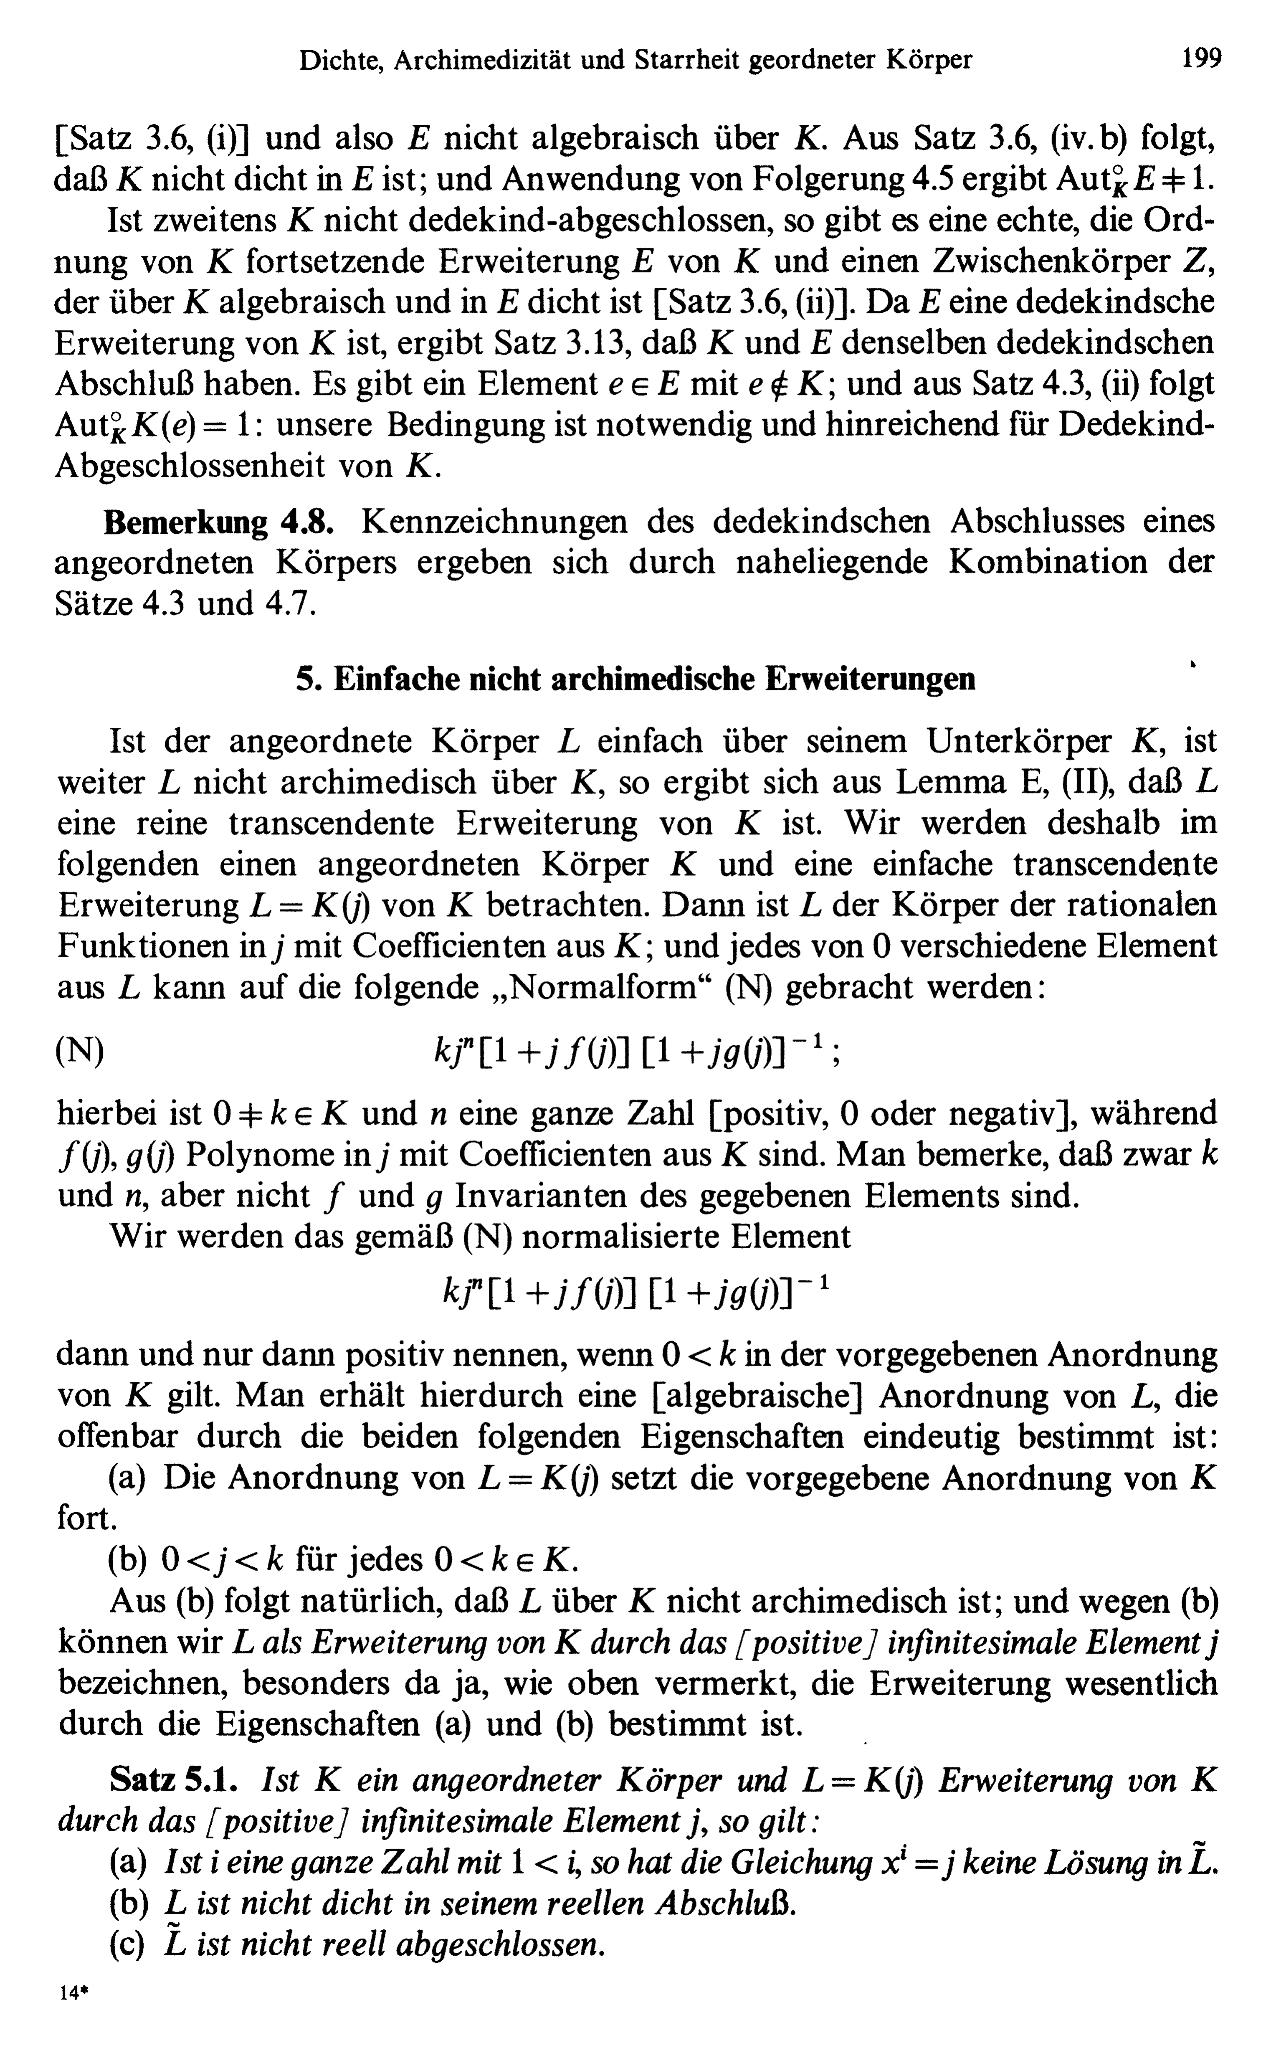 Dichte, Archimedizität und Starrheit geordneter Körper 199
[Satz 3.6, (i)] und also E nicht algebraisch über K. Aus Satz 3.6, (iv.b) folgt,
daß K nicht dicht in E ist; und Anwendung von Folgerung 4.5 ergibt Aut°_K E ≠ 1.
Ist zweitens K nicht dedekind-abgeschlossen, so gibt es eine echte, die Ord-
nung von K fortsetzende Erweiterung E von K und einen Zwischenkörper Z,
der über K algebraisch und in E dicht ist [Satz 3.6, (ii)]. Da E eine dedekindsche
Erweiterung von K ist, ergibt Satz 3.13, daß K und E denselben dedekindschen
Abschluß haben. Es gibt ein Element e ∈ E mit e ∉ K; und aus Satz 4.3, (ii) folgt
Aut°_K K(e) = 1: unsere Bedingung ist notwendig und hinreichend für Dedekind-
Abgeschlossenheit von K.
Bemerkung 4.8. Kennzeichnungen des dedekindschen Abschlusses eines
angeordneten Körpers ergeben sich durch naheliegende Kombination der
Sätze 4.3 und 4.7.
5. Einfache nicht archimedische Erweiterungen
Ist der angeordnete Körper L einfach über seinem Unterkörper K, ist
weiter L nicht archimedisch über K, so ergibt sich aus Lemma E, (II), daß L
eine reine transcendente Erweiterung von K ist. Wir werden deshalb im
folgenden einen angeordneten Körper K und eine einfache transcendente
Erweiterung L = K(j) von K betrachten. Dann ist L der Körper der rationalen
Funktionen in j mit Coefficienten aus K; und jedes von 0 verschiedene Element
aus L kann auf die folgende „Normalform“ (N) gebracht werden:
(N) kj^n [1 + j f(j)] [1 + jg(j)]^{-1};
hierbei ist 0 ≠ k ∈ K und n eine ganze Zahl [positiv, 0 oder negativ], während
f(j), g(j) Polynome in j mit Coefficienten aus K sind. Man bemerke, daß zwar k
und n, aber nicht f und g Invarianten des gegebenen Elements sind.
Wir werden das gemäß (N) normalisierte Element
kj^n [1 + j f(j)] [1 + jg(j)]^{-1}
dann und nur dann positiv nennen, wenn 0 < k in der vorgegebenen Anordnung
von K gilt. Man erhält hierdurch eine [algebraische] Anordnung von L, die
offenbar durch die beiden folgenden Eigenschaften eindeutig bestimmt ist:
(a) Die Anordnung von L = K(j) setzt die vorgegebene Anordnung von K
fort.
(b) 0 < j < k für jedes 0 < k ∈ K.
Aus (b) folgt natürlich, daß L über K nicht archimedisch ist; und wegen (b)
können wir L als Erweiterung von K durch das [positive] infinitesimale Element j
bezeichnen, besonders da ja, wie oben vermerkt, die Erweiterung wesentlich
durch die Eigenschaften (a) und (b) bestimmt ist.
Satz 5.1. Ist K ein angeordneter Körper und L = K(j) Erweiterung von K
durch das [positive] infinitesimale Element j, so gilt:
(a) Ist i eine ganze Zahl mit 1 < i, so hat die Gleichung x^i = j keine Lösung in L̃.
(b) L ist nicht dicht in seinem reellen Abschluß.
(c) L̃ ist nicht reell abgeschlossen.
14*